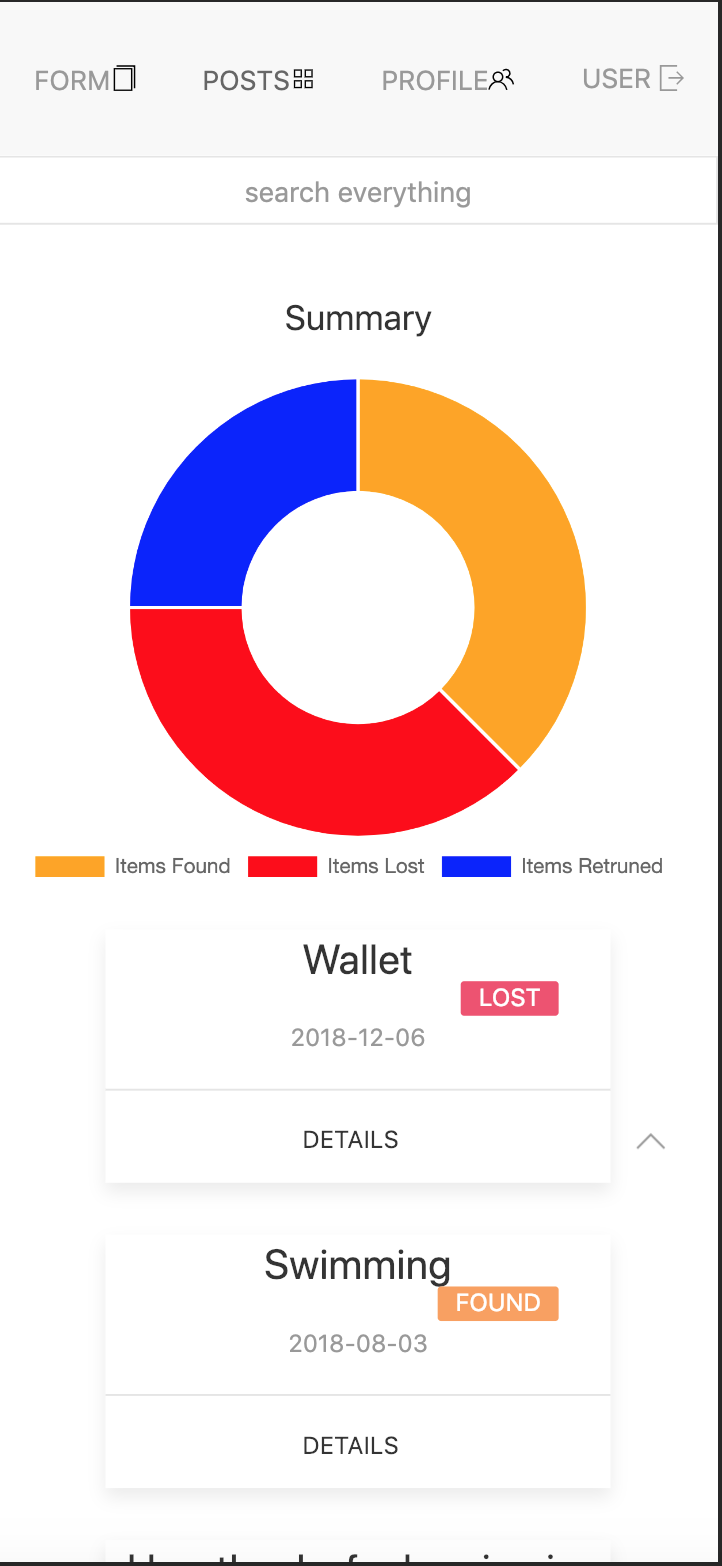 FORM POSTS PROFILE USER
search everything
Summary
Items Found Items Lost Items Retruned
Wallet
LOST
2018-12-06
DETAILS
Swimming
FOUND
2018-08-03
DETAILS